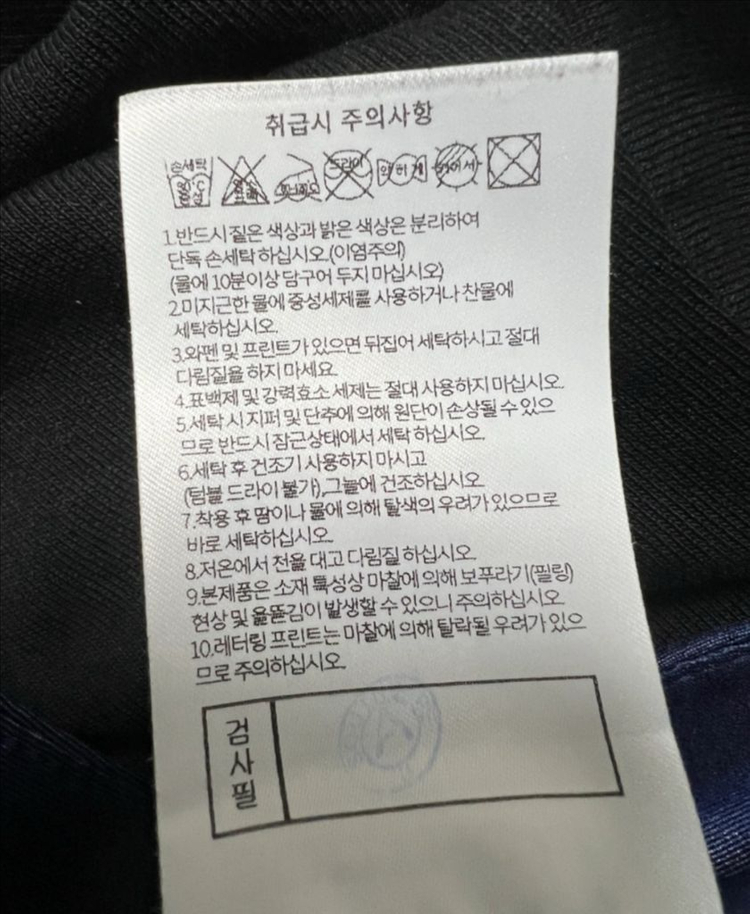 취급시 주의사항
손세탁 30°C 중성 드라이 약하게
1.반드시 짙은 색상과 밝은 색상은 분리하여
단독 손세탁 하십시오.(이염주의)
(물에 10분이상 담구어 두지 마십시오)
2.미지근한 물에 중성세제를 사용하거나 찬물에
세탁하십시오.
3.와펜 및 프린트가 있으면 뒤집어 세탁하시고 절대
다림질을 하지 마세요.
4.표백제 및 강력효소 세제는 절대 사용하지 마십시오.
5.세탁 시 지퍼 및 단추에 의해 원단이 손상될 수 있으
므로 반드시 잠근상태에서 세탁 하십시오.
6.세탁 후 건조기 사용하지 마시고
(텀블 드라이 불가),그늘에 건조하십시오
7.착용 후 땀이나 물에 의해 탈색의 우려가 있으므로
바로 세탁하십시오.
8.저온에서 천을 대고 다림질 하십시오.
9.본제품은 소재 특성상 마찰에 의해 보푸라기(필링)
현상 및 올뜯김이 발생할 수 있으니 주의하십시오
10.레터링 프린트는 마찰에 의해 탈락될 우려가 있으
므로 주의하십시오.
검사필